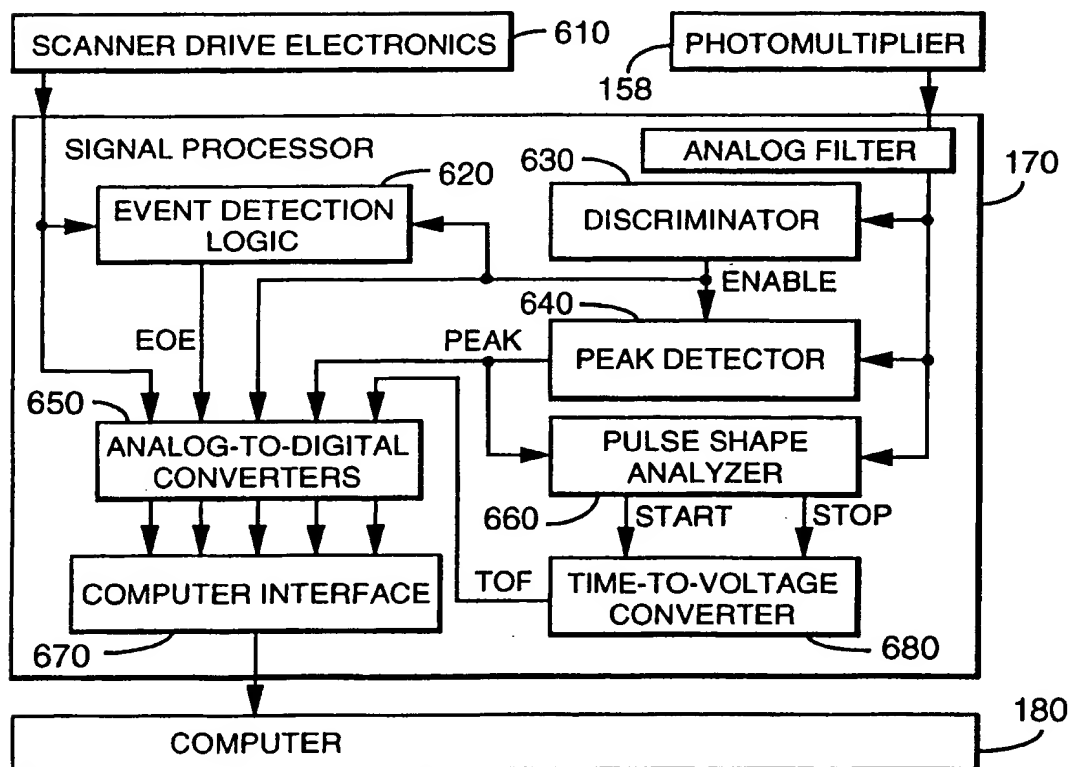 SCANNER DRIVE ELECTRONICS
610
PHOTOMULTIPLIER
158
SIGNAL PROCESSOR
ANALOG FILTER
170
620
630
EVENT DETECTION
LOGIC
DISCRIMINATOR
ENABLE
640
EOE
PEAK
PEAK DETECTOR
650
ANALOG-TO-DIGITAL
CONVERTERS
PULSE SHAPE
ANALYZER
660
START
STOP
COMPUTER INTERFACE
TOF
TIME-TO-VOLTAGE
CONVERTER
670
680
COMPUTER
180